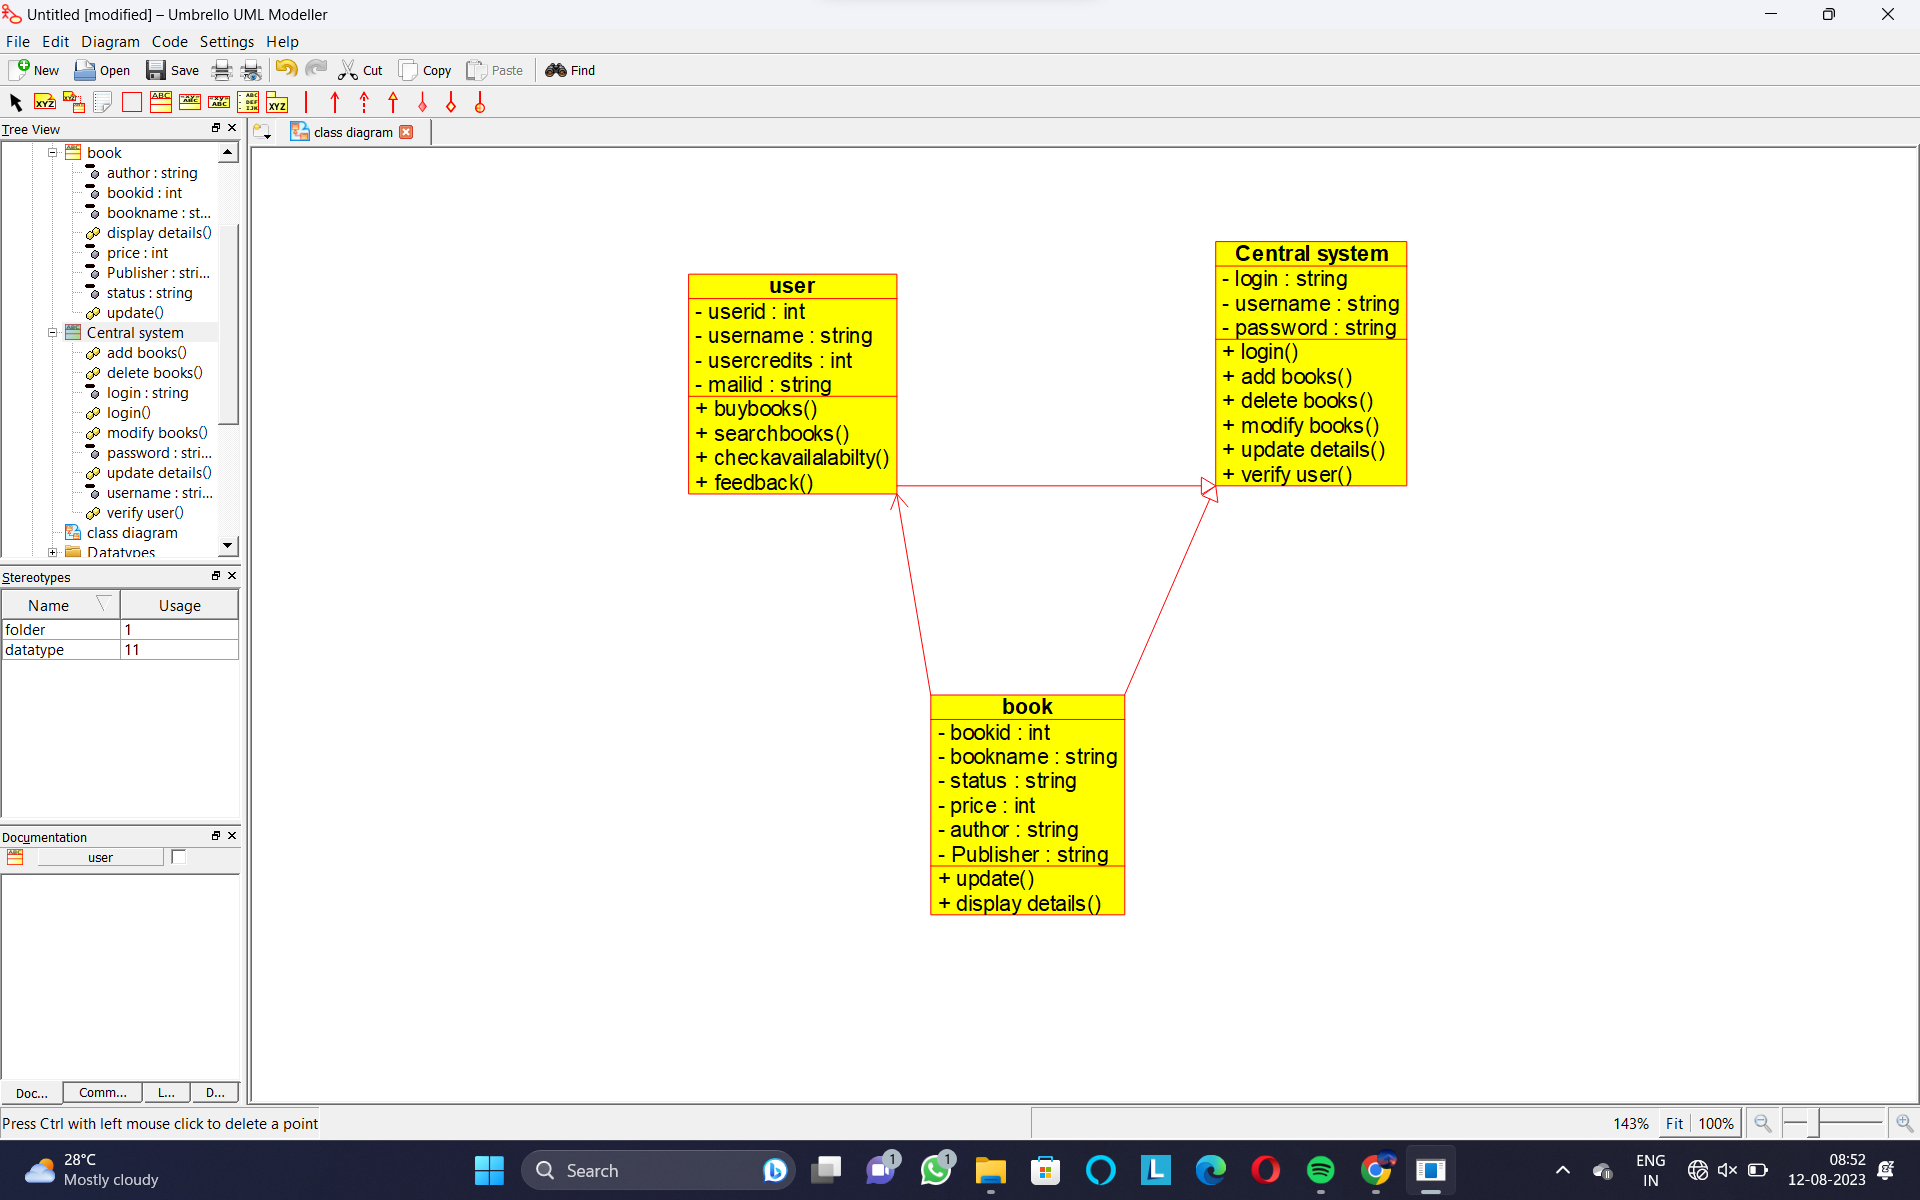 Untitled [modified] – Umbrello UML Modeller
File Edit Diagram Code Settings Help
New Open Save Cut Copy Paste Find
Tree View
class diagram
book
author : string
bookid : int
bookname : st...
display details()
price : int
Publisher : stri...
status : string
update()
Central system
add books()
delete books()
login : string
login()
modify books()
password : stri...
update details()
username : stri...
verify user()
class diagram
Datatypes
Stereotypes
Name Usage
folder 1
datatype 11
Documentation
user
Doc... Comm... L... D...
user
- userid : int
- username : string
- usercredits : int
- mailid : string
+ buybooks()
+ searchbooks()
+ checkavailalabilty()
+ feedback()
Central system
- login : string
- username : string
- password : string
+ login()
+ add books()
+ delete books()
+ modify books()
+ update details()
+ verify user()
book
- bookid : int
- bookname : string
- status : string
- price : int
- author : string
- Publisher : string
+ update()
+ display details()
Press Ctrl with left mouse click to delete a point
143% Fit 100%
28°C
Mostly cloudy
Search
1
1
L
ENG
IN
08:52
12-08-2023